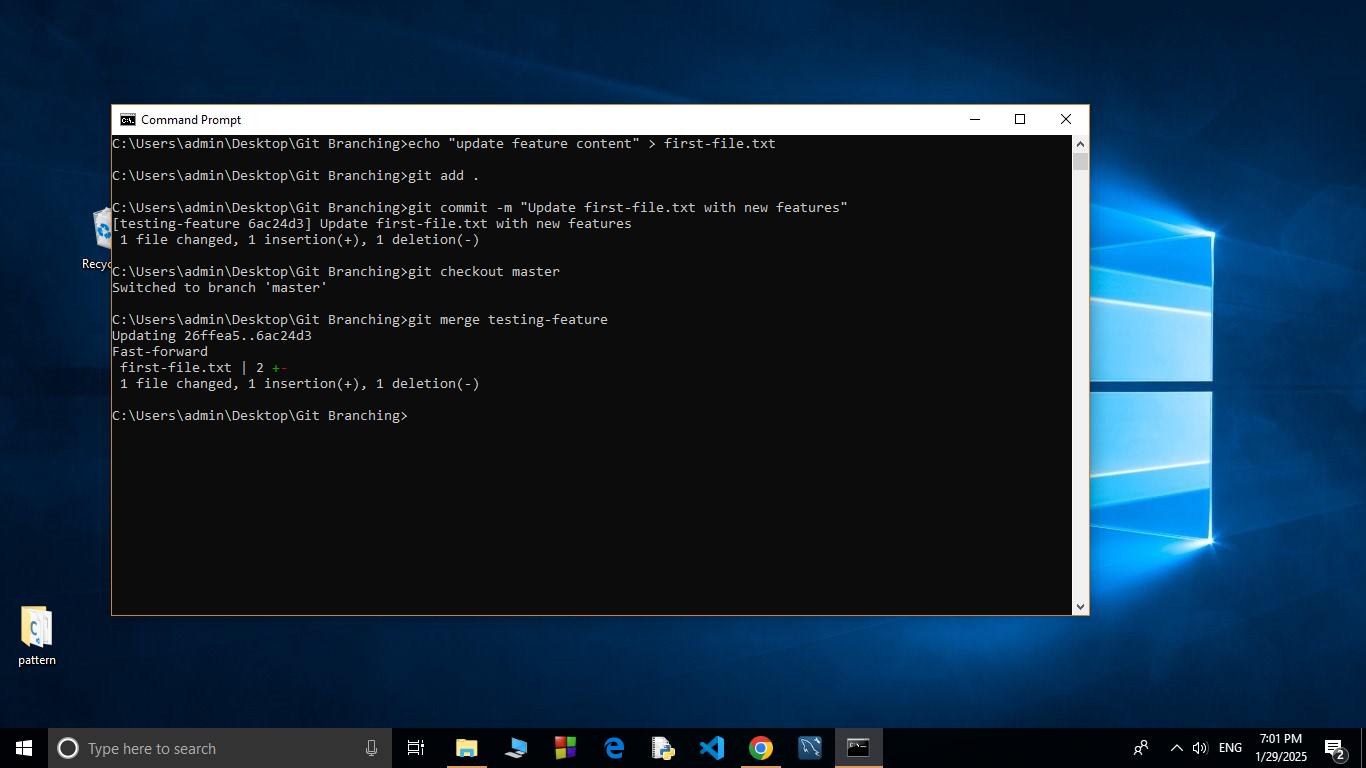 Command Prompt
C:\Users\admin\Desktop\Git Branching>echo "update feature content" > first-file.txt
C:\Users\admin\Desktop\Git Branching>git add .
C:\Users\admin\Desktop\Git Branching>git commit -m "Update first-file.txt with new features"
[testing-feature 6ac24d3] Update first-file.txt with new features
1 file changed, 1 insertion(+), 1 deletion(-)
C:\Users\admin\Desktop\Git Branching>git checkout master
Switched to branch 'master'
C:\Users\admin\Desktop\Git Branching>git merge testing-feature
Updating 26ffea5..6ac24d3
Fast-forward
first-file.txt | 2 +-
1 file changed, 1 insertion(+), 1 deletion(-)
C:\Users\admin\Desktop\Git Branching>
Recyc
pattern
Type here to search
ENG
7:01 PM
1/29/2025
2